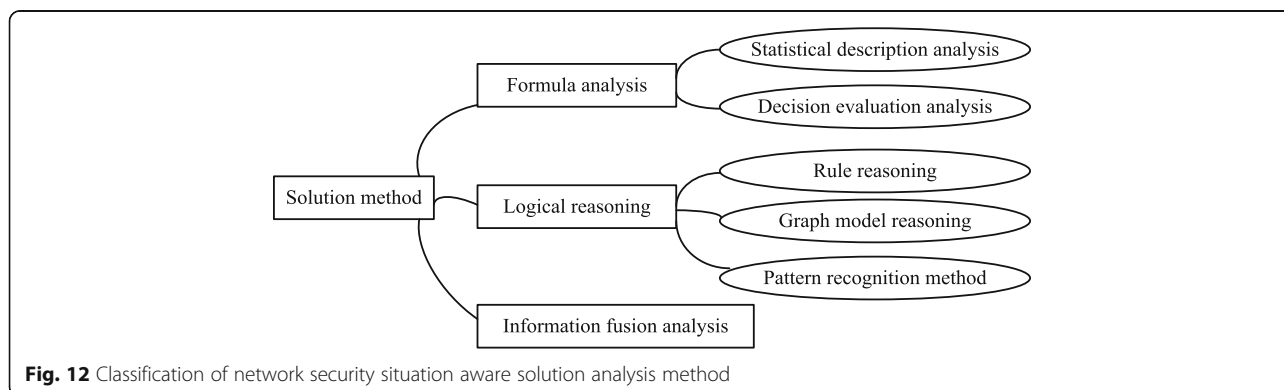 Statistical description analysis
Formula analysis
Decision evaluation analysis
Solution method
Rule reasoning
Logical reasoning
Graph model reasoning
Pattern recognition method
Information fusion analysis
Fig. 12 Classification of network security situation aware solution analysis method